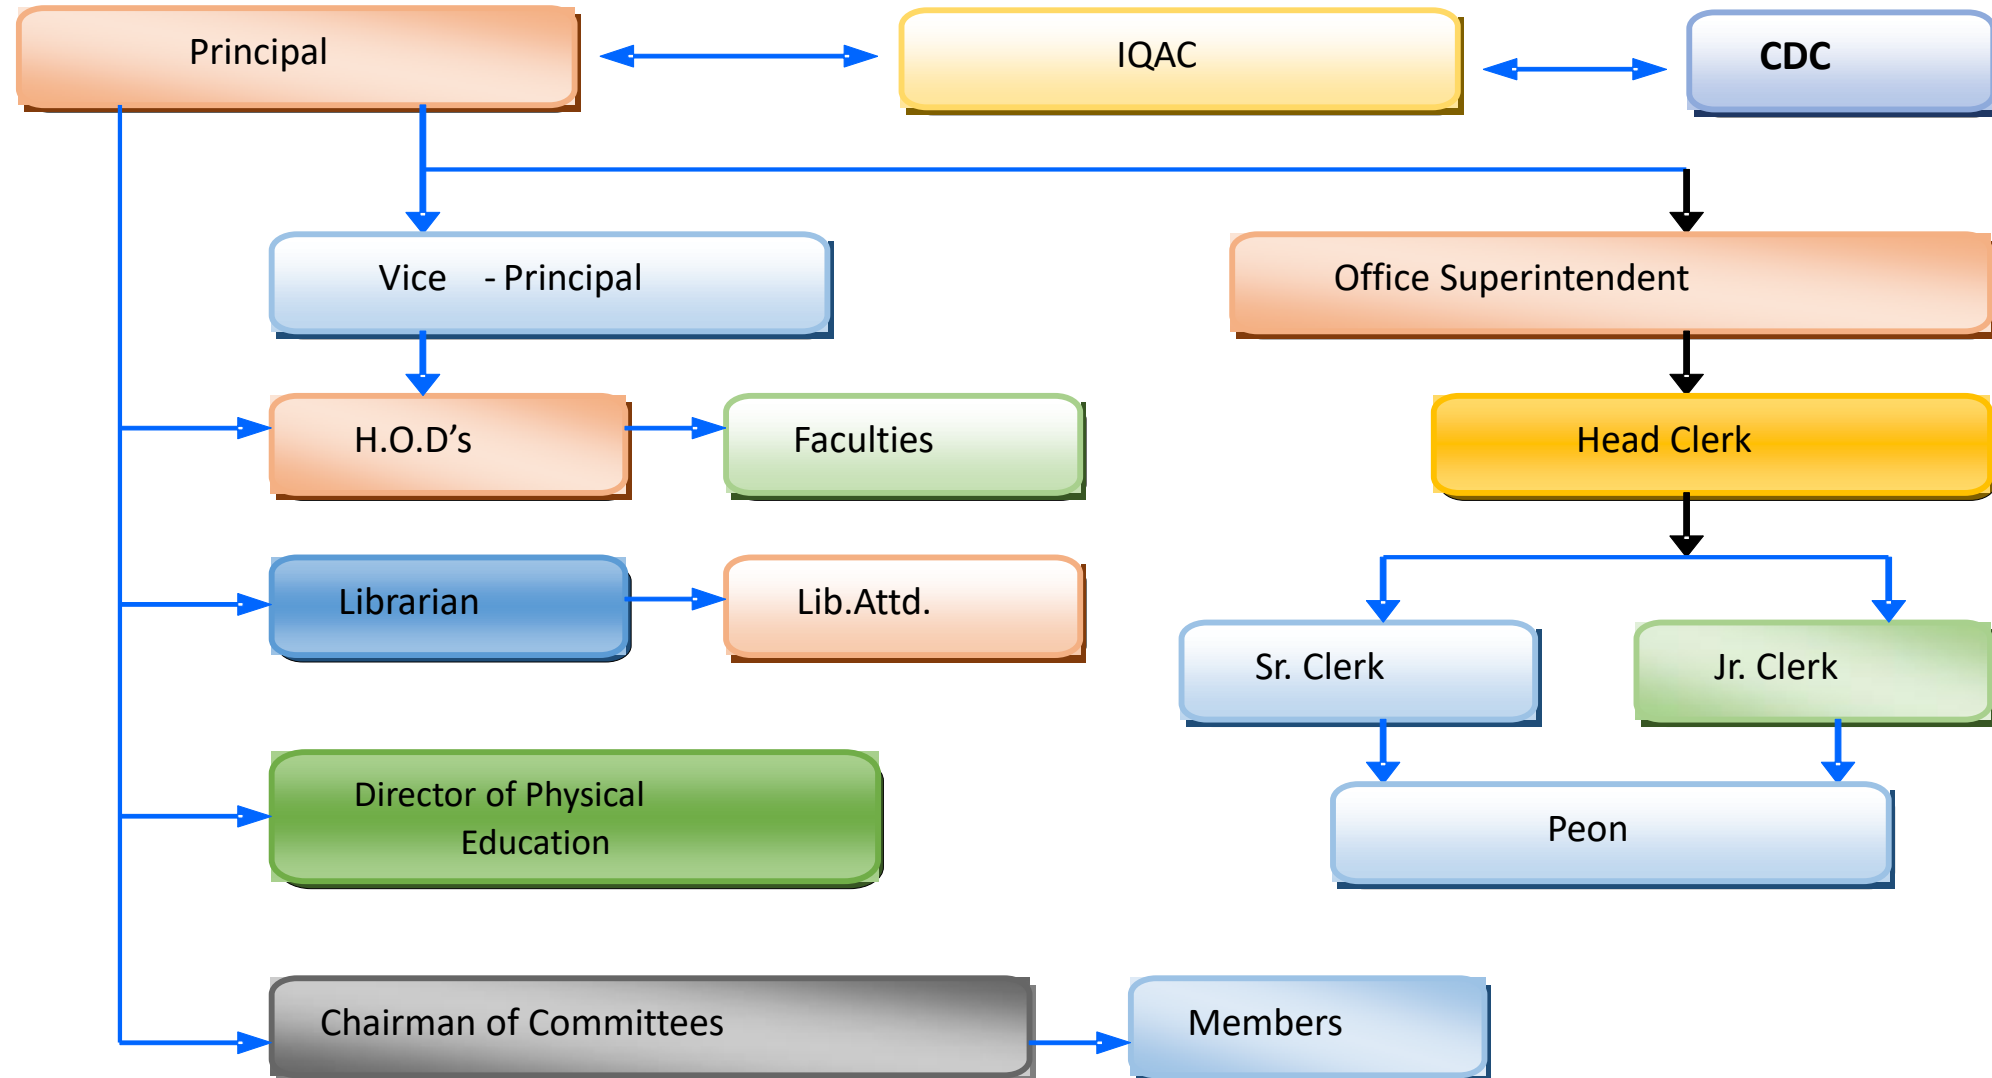 Principal
IQAC
CDC
Vice - Principal
Office Superintendent
H.O.D’s
Faculties
Head Clerk
Librarian
Lib.Attd.
Sr. Clerk
Jr. Clerk
Director of Physical
Education
Peon
Chairman of Committees
Members